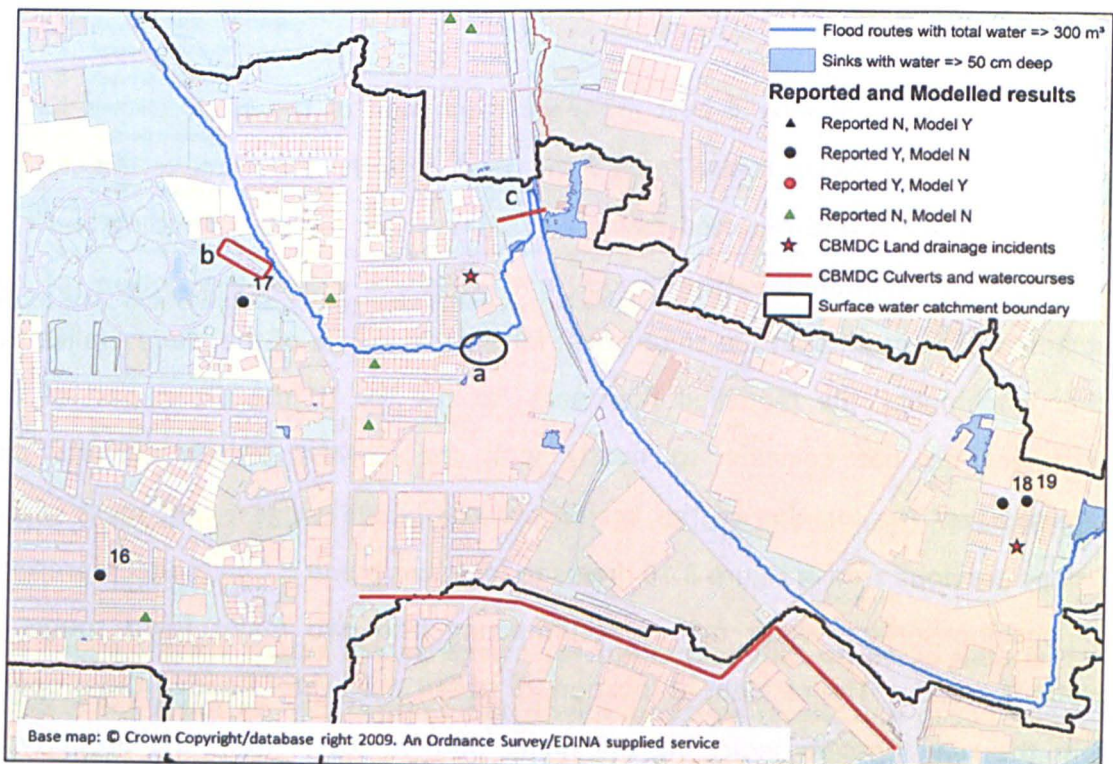 Flood routes with total water => 300 m³
Sinks with water => 50 cm deep
Reported and Modelled results
Reported N, Model Y
Reported Y, Model N
Reported Y, Model Y
Reported N, Model N
CBMDC Land drainage incidents
CBMDC Culverts and watercourses
Surface water catchment boundary
c
b
17
a
18 19
16
Base map: © Crown Copyright/database right 2009. An Ordnance Survey/EDINA supplied service